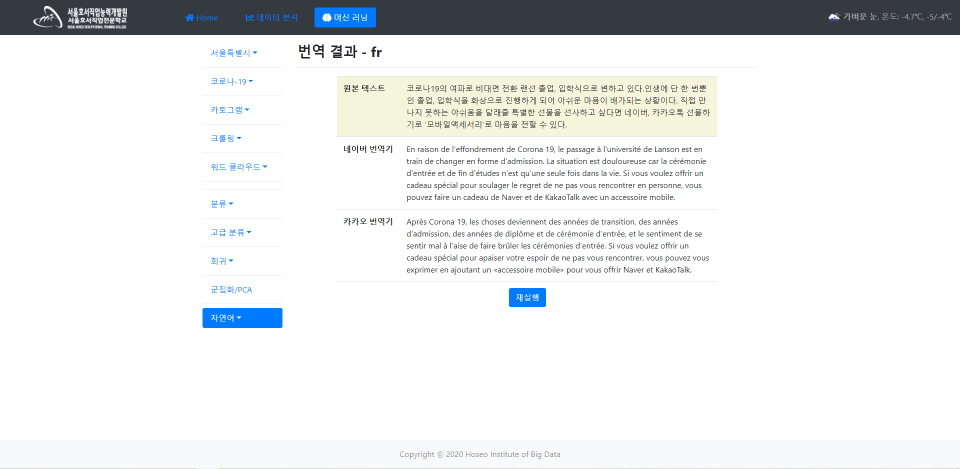 서울호서직업능력개발원
서울호서직업전문학교
Home
데이터 분석
머신 러닝
가벼운 눈, 온도: -4.7℃, -5/-4℃
서울특별시
코로나-19
카토그램
크롤링
워드 클라우드
분류
고급 분류
회귀
군집화/PCA
자연어
번역 결과 - fr
원본 텍스트
코로나19의 여파로 비대면 전환 랜선 졸업, 입학식으로 변하고 있다.인생에 단 한 번뿐
인 졸업, 입학식을 화상으로 진행하게 되어 아쉬운 마음이 배가되는 상황이다. 직접 만
나지 못하는 아쉬움을 달래줄 특별한 선물을 선사하고 싶다면 네이버, 카카오톡 선물하
기로 '모바일액세서리'로 마음을 전할 수 있다.
네이버 번역기
En raison de l'effondrement de Corona 19, le passage à l'université de Lanson est en
train de changer en forme d'admission. La situation est douloureuse car la cérémonie
d'entrée et de fin d'études n'est qu'une seule fois dans la vie. Si vous voulez offrir un
cadeau spécial pour soulager le regret de ne pas vous rencontrer en personne, vous
pouvez faire un cadeau de Naver et de KakaoTalk avec un accessoire mobile.
카카오 번역기
Après Corona 19, les choses deviennent des années de transition, des années
d'admission, des années de diplôme et de cérémonie d'entrée, et le sentiment de se
sentir mal à l'aise de faire brûler les cérémonies d'entrée. Si vous voulez offrir un
cadeau spécial pour apaiser votre espoir de ne pas vous rencontrer, vous pouvez vous
exprimer en ajoutant un «accessoire mobile» pour vous offrir Naver et KakaoTalk.
재실행
Copyright © 2020 Hoseo Institute of Big Data